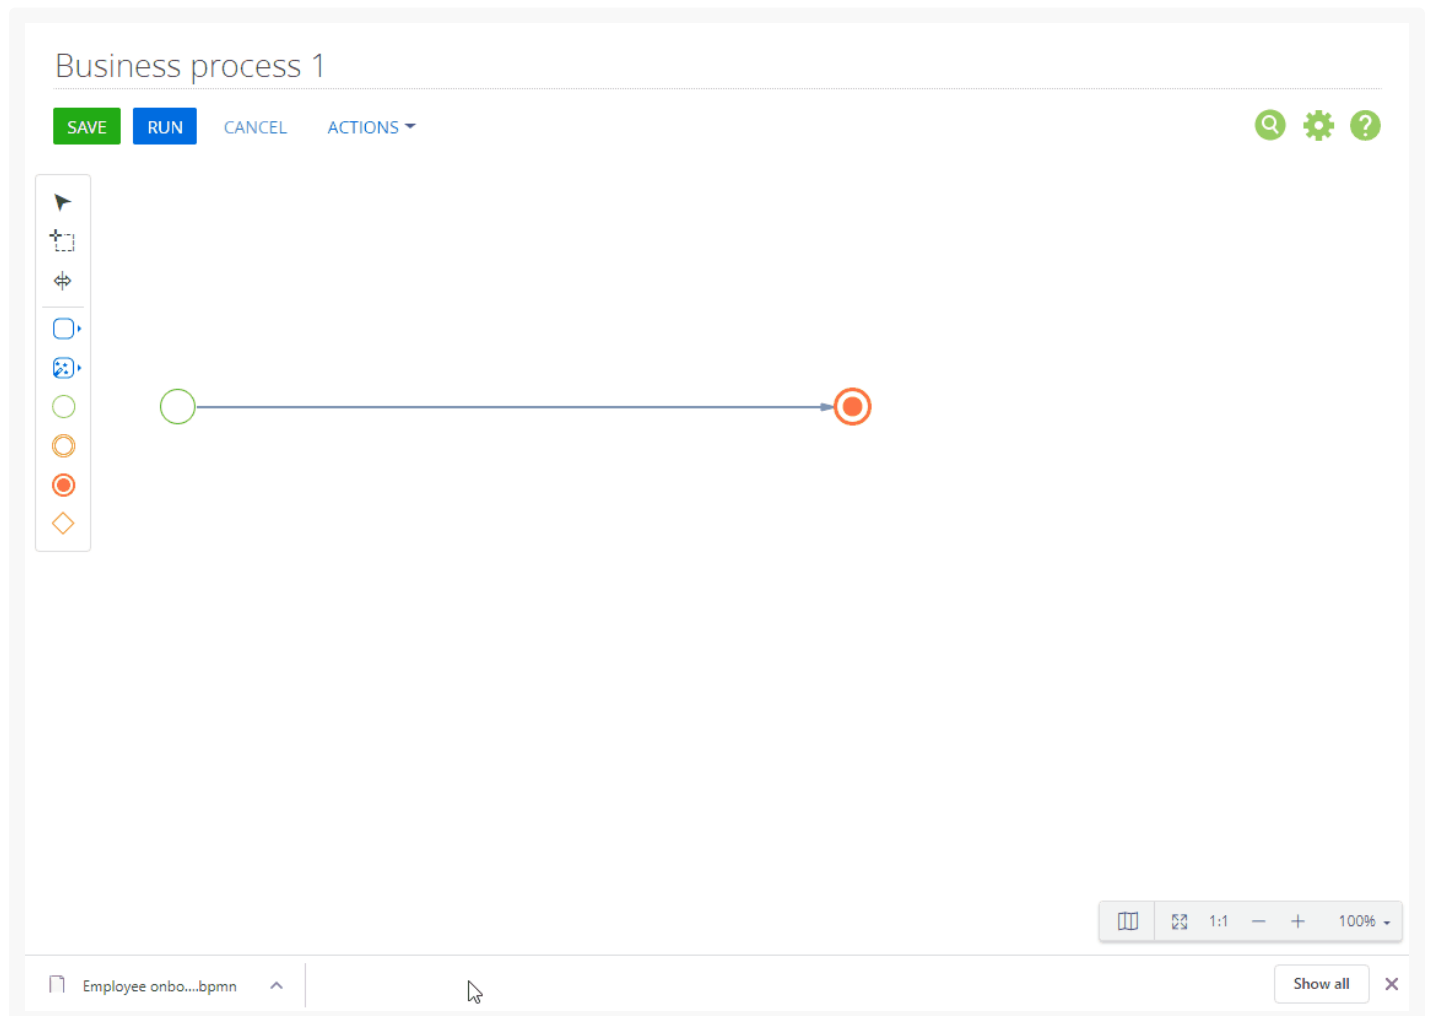 Business process 1
SAVE RUN CANCEL ACTIONS
1:1 100%
Employee onbo....bpmn Show all